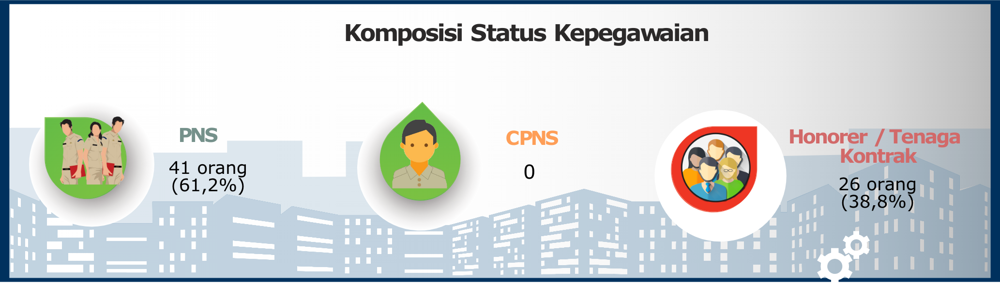 Komposisi Status Kepegawaian
PNS
41 orang
(61,2%)
CPNS
0
Honorer / Tenaga
Kontrak
26 orang
(38,8%)